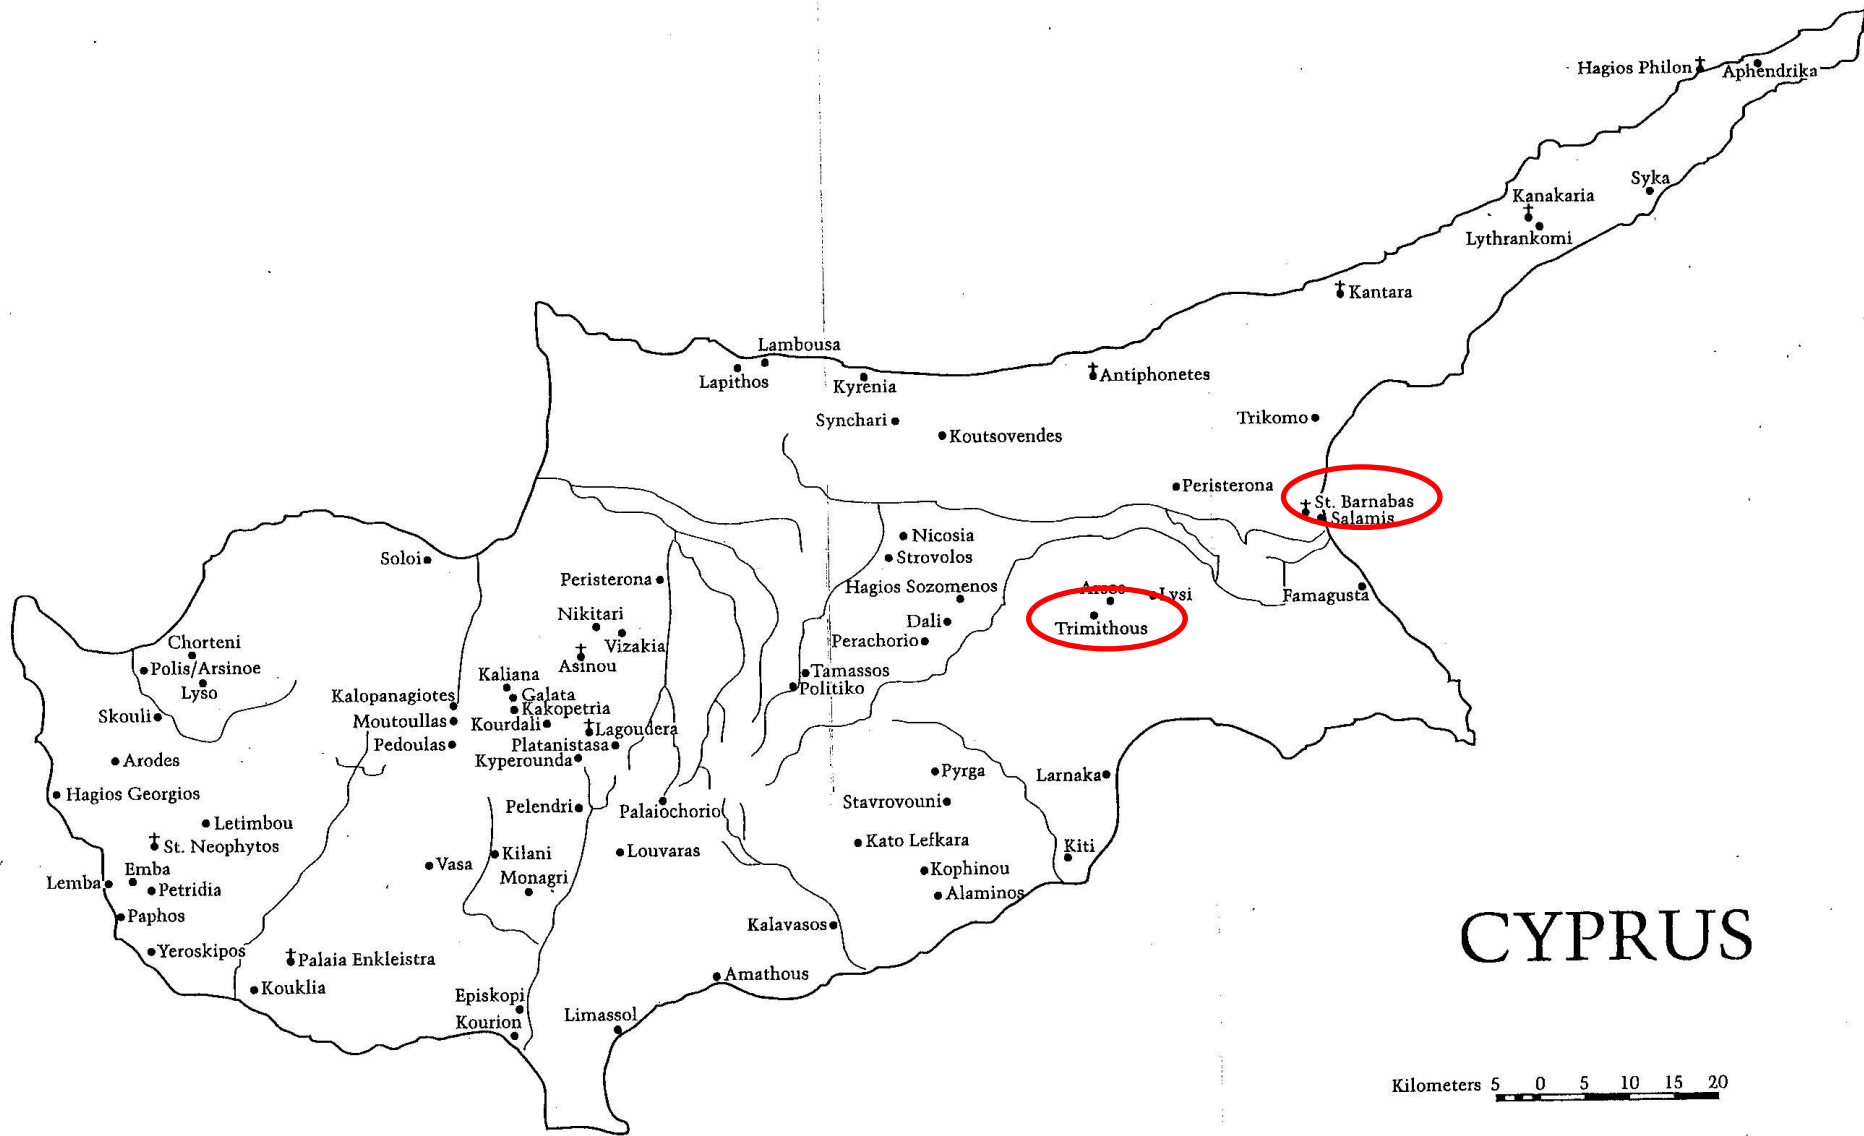 Hagios Philon
Aphendrika
Syka
Kanakaria
Lythrankomi
Kantara
Lambousa
Lapithos
Kyrenia
Antiphonetes
Synchari
Koutsovendes
Trikomo
Peristerona
St. Barnabas
Salamis
Nicosia
Strovolos
Soloi
Peristerona
Hagios Sozomenos
Arsos
Lysi
Famagusta
Nikitari
Dali
Trimithous
Vizakia
Perachorio
Chorteni
Polis/Arsinoe
Asinou
Lyso
Kaliana
Tamassos
Politiko
Kalopanagiotes
Galata
Kakopetria
Skouli
Moutoullas
Kourdali
Lagoudera
Pedoulas
Platanistasa
Kyperounda
Arodes
Pyrga
Larnaka
Hagios Georgios
Pelendri
Palaiochorio
Stavrovouni
Letimbou
St. Neophytos
Kato Lefkara
Kiti
Vasa
Kilani
Louvaras
Emba
Lemba
Petridia
Monagri
Kophinou
Alaminos
Paphos
Kalavasos
CYPRUS
Yeroskipos
Palaia Enkleistra
Amathous
Kouklia
Episkopi
Kourion
Limassol
Kilometers 5 0 5 10 15 20